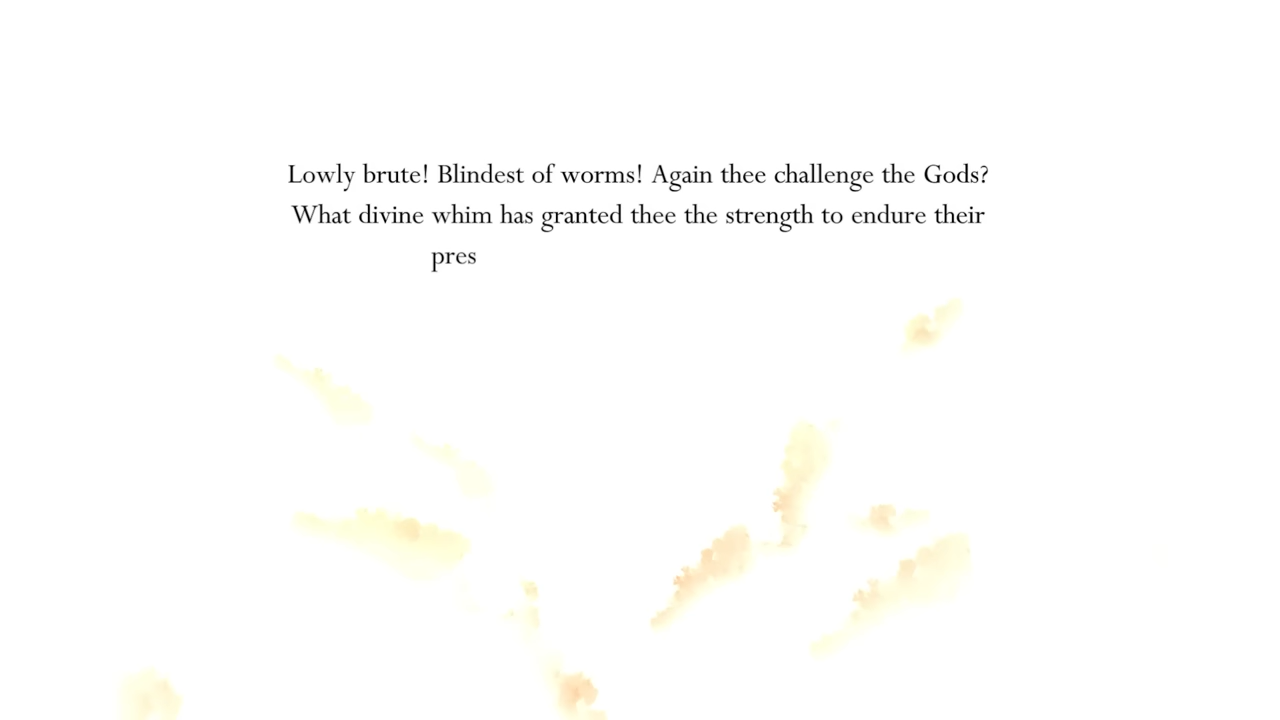 Lowly brute! Blindest of worms! Again thee challenge the Gods?
What divine whim has granted thee the strength to endure their
pres